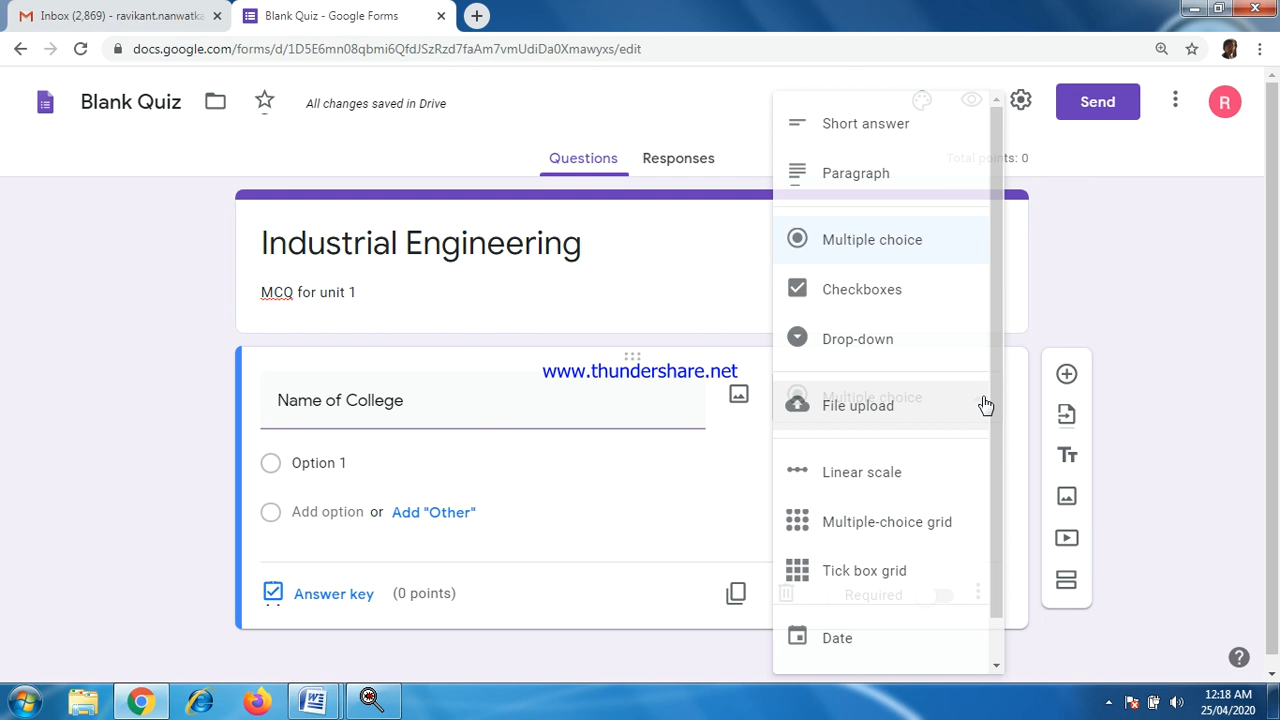 Inbox (2,869) - ravikant.nanwatka
Blank Quiz - Google Forms
docs.google.com/forms/d/1D5E6mn08qbmi6QfdJSzRzd7faAm7vmUdiDa0Xmawyxs/edit
Blank Quiz
All changes saved in Drive
Send
R
Questions
Responses
Total points: 0
Industrial Engineering
MCQ for unit 1
www.thundershare.net
Name of College
Option 1
Add option or Add "Other"
Answer key (0 points)
Short answer
Paragraph
Multiple choice
Checkboxes
Drop-down
Multiple choice
File upload
Linear scale
Multiple-choice grid
Tick box grid
Required
Date
Tт
12:18 AM
25/04/2020